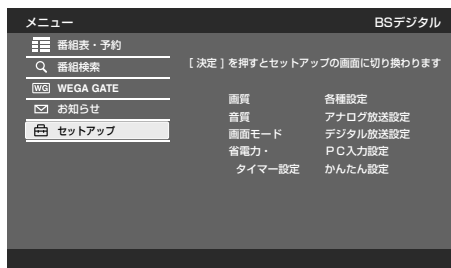 メニュー
BSデジタル
番組表・予約
番組検索
WG WEGA GATE
お知らせ
セットアップ
［決定］を押すとセットアップの画面に切り換わります
画質
音質
画面モード
省電力・
タイマー設定
各種設定
アナログ放送設定
デジタル放送設定
ＰＣ入力設定
かんたん設定